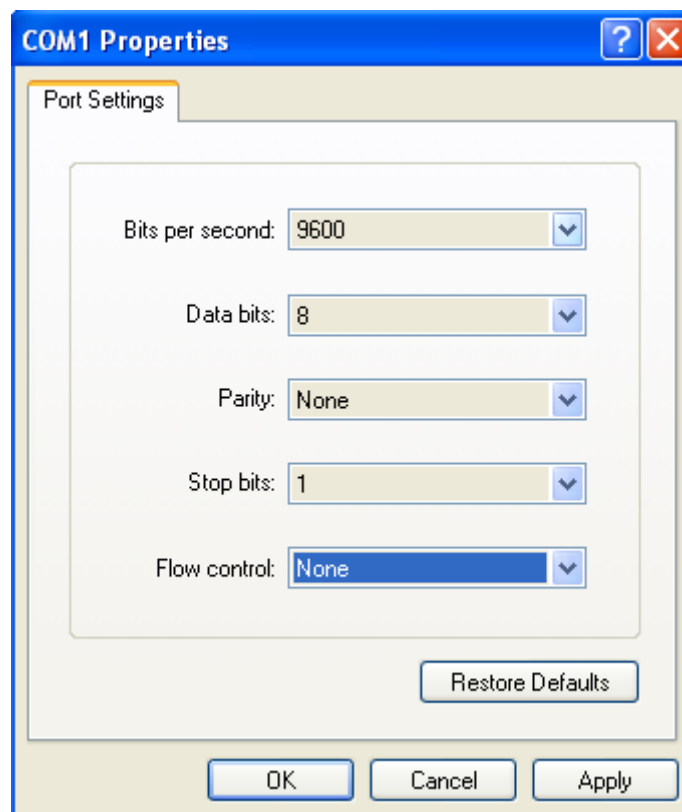 COM1 Properties
Port Settings
Bits per second: 9600
Data bits: 8
Parity: None
Stop bits: 1
Flow control: None
Restore Defaults
OK Cancel Apply